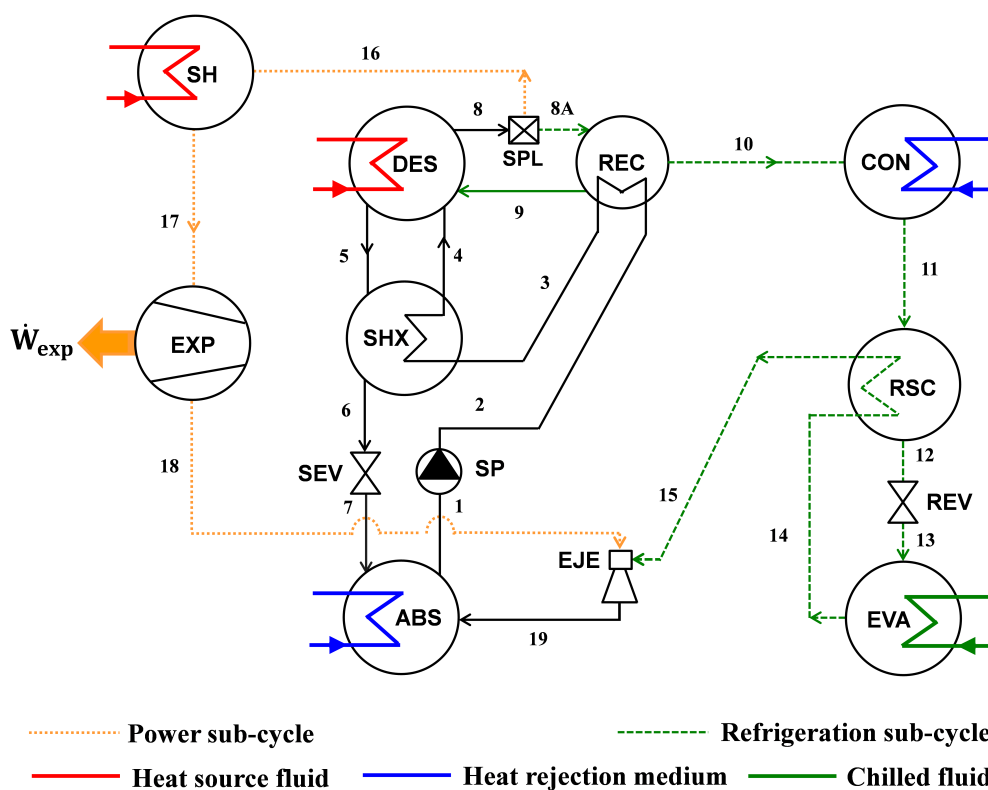 16
SH
8
8A
DES
SPL
REC
10
CON
9
17
5
4
3
11
Ẇexp
EXP
SHX
RSC
6
2
12
18
SEV
SP
15
REV
7
1
14
13
EJE
ABS
EVA
19
Power sub-cycle
Refrigeration sub-cycle
Heat source fluid
Heat rejection medium
Chilled fluid